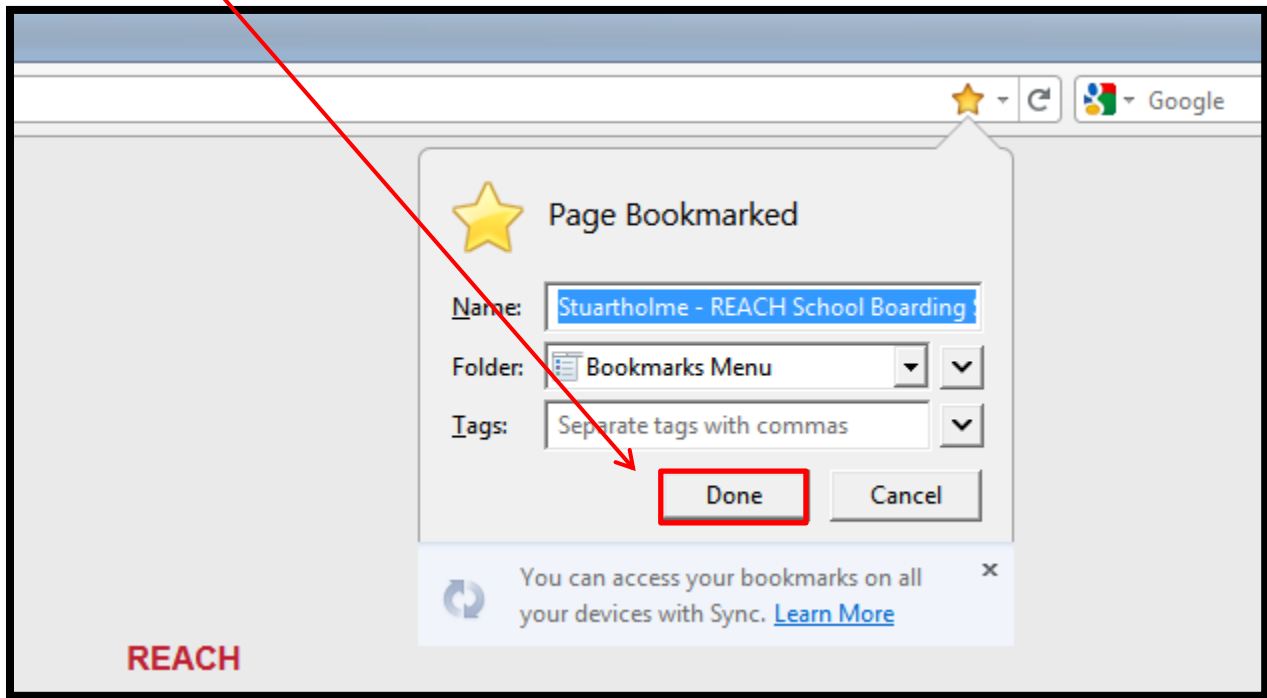 Google
Page Bookmarked
Name: Stuartholme - REACH School Boarding
Folder: Bookmarks Menu
Tags: Separate tags with commas
Done Cancel
You can access your bookmarks on all
your devices with Sync. Learn More
REACH